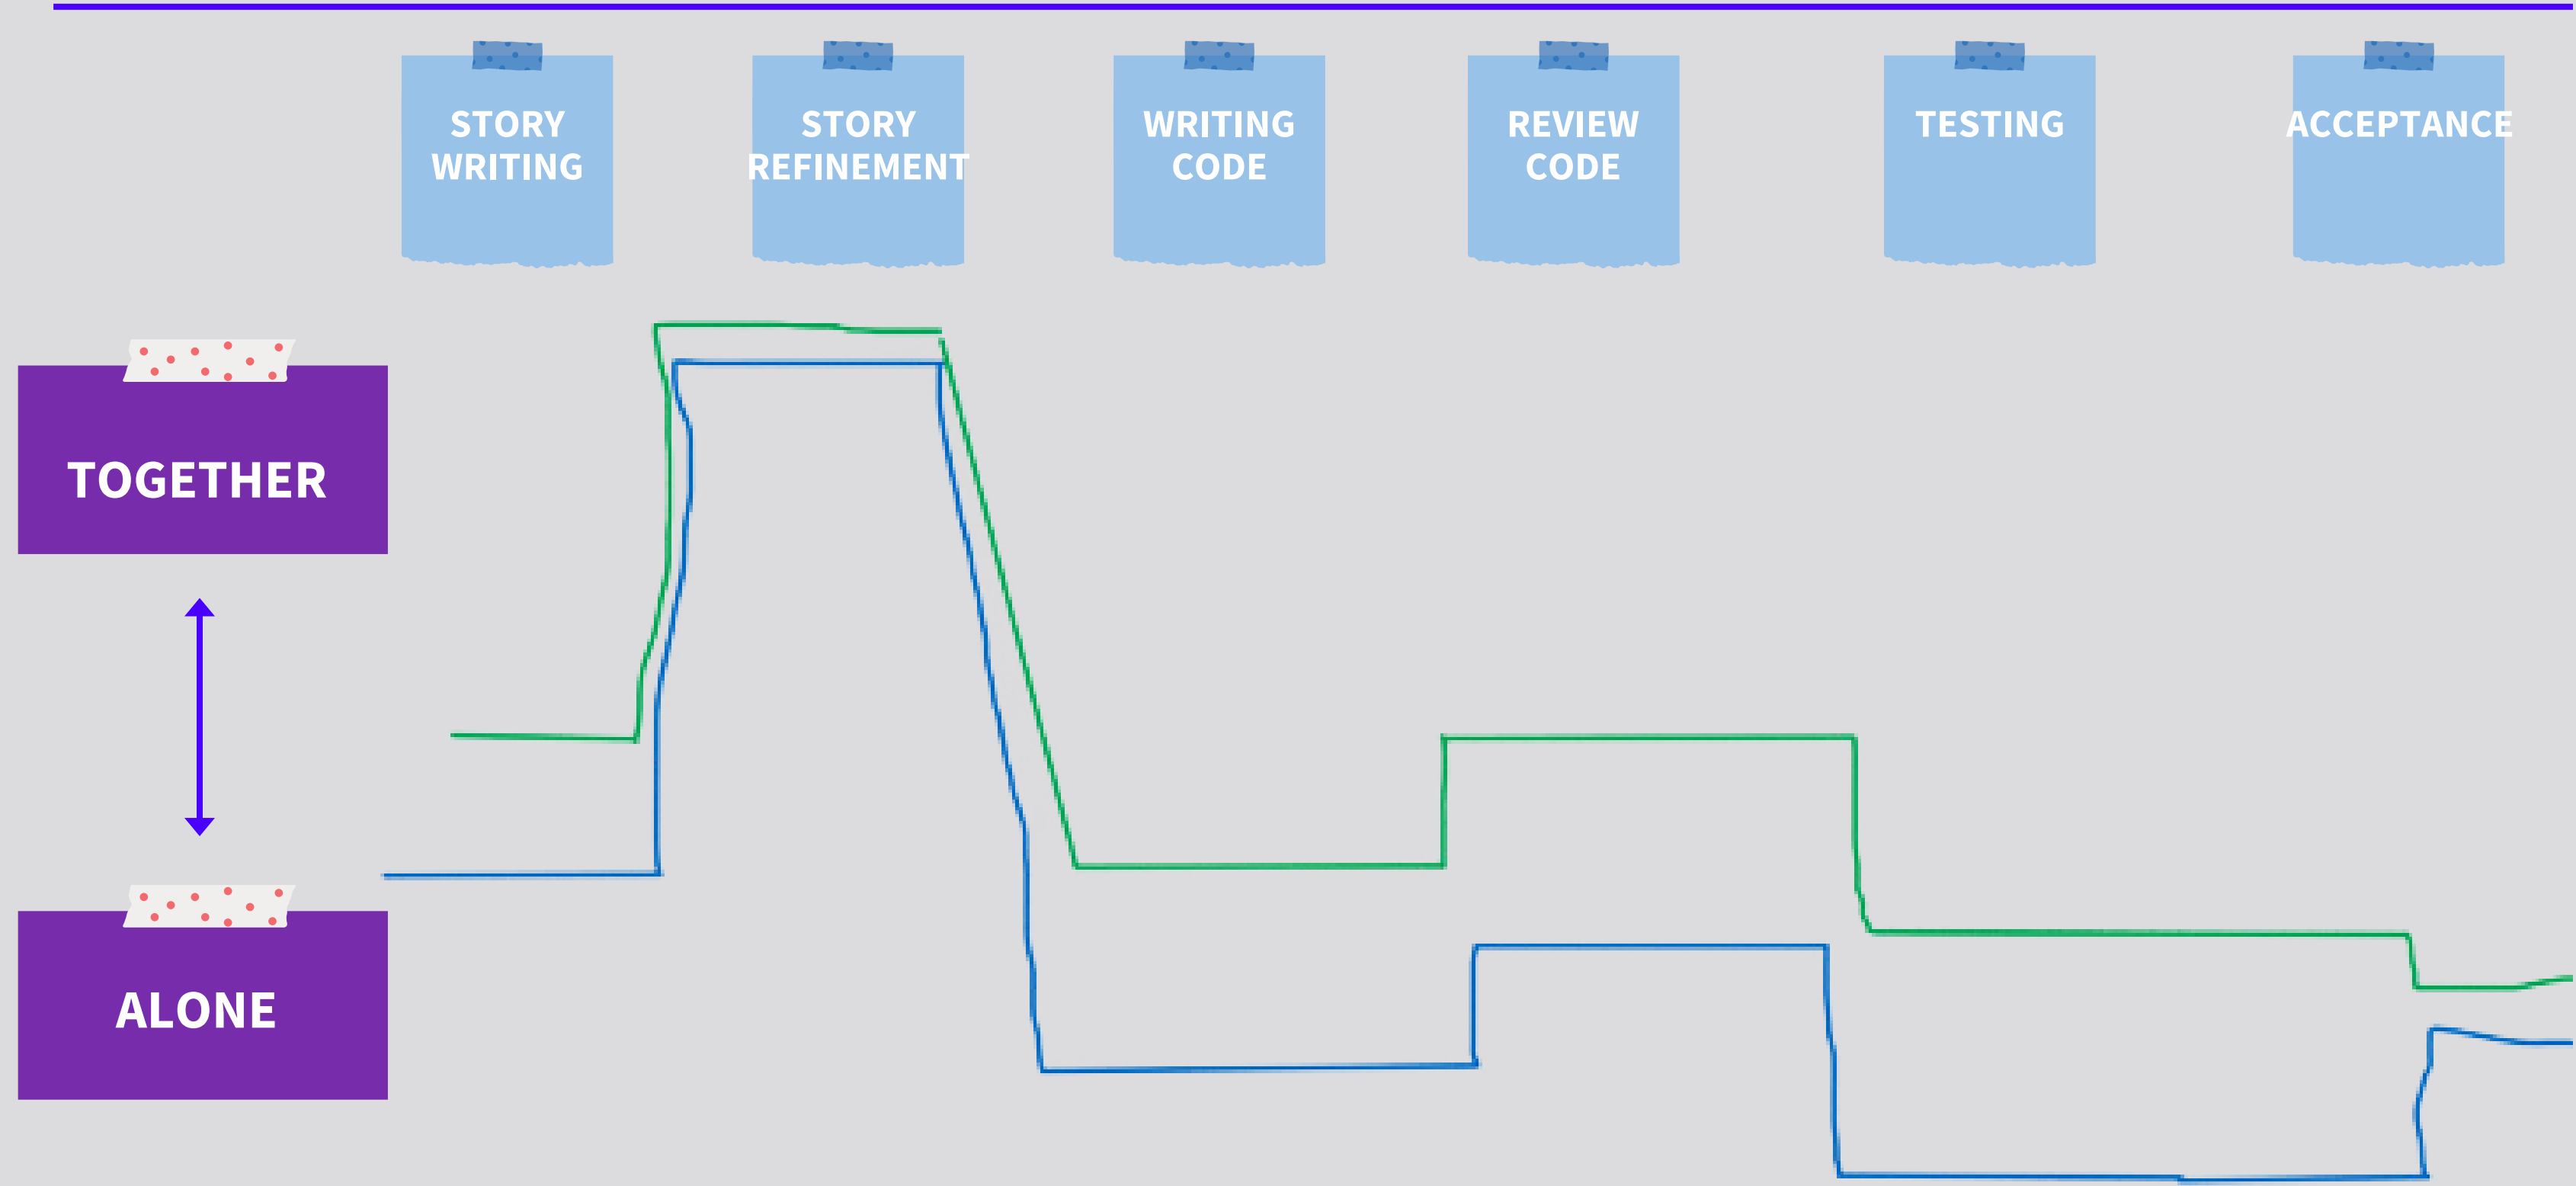 STORY
WRITING
STORY
REFINEMENT
WRITING
CODE
REVIEW
CODE
TESTING
ACCEPTANCE
TOGETHER
ALONE